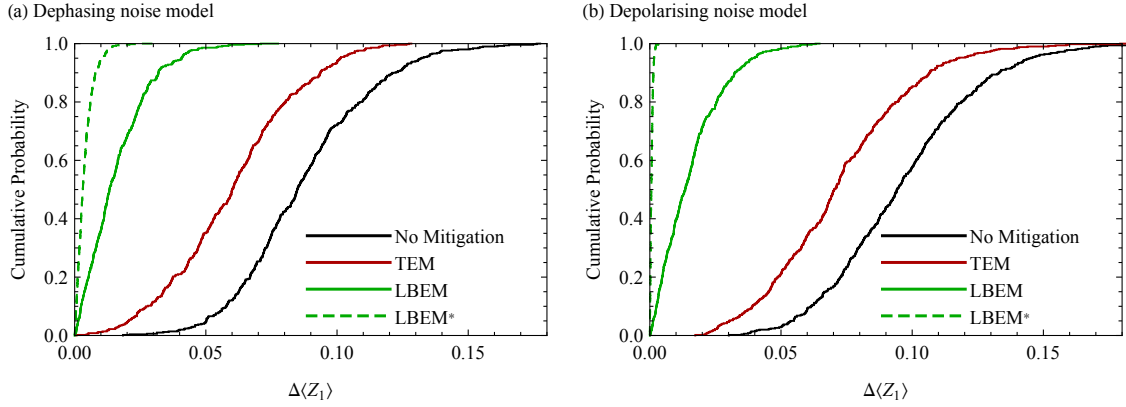 (a) Dephasing noise model
1.0
0.8
0.6
0.4
0.2
0.0
Cumulative Probability
0.00 0.05 0.10 0.15
Δ⟨Z₁⟩
No Mitigation
TEM
LBEM
LBEM*
(b) Depolarising noise model
1.0
0.8
0.6
0.4
0.2
0.0
Cumulative Probability
0.00 0.05 0.10 0.15
Δ⟨Z₁⟩
No Mitigation
TEM
LBEM
LBEM*